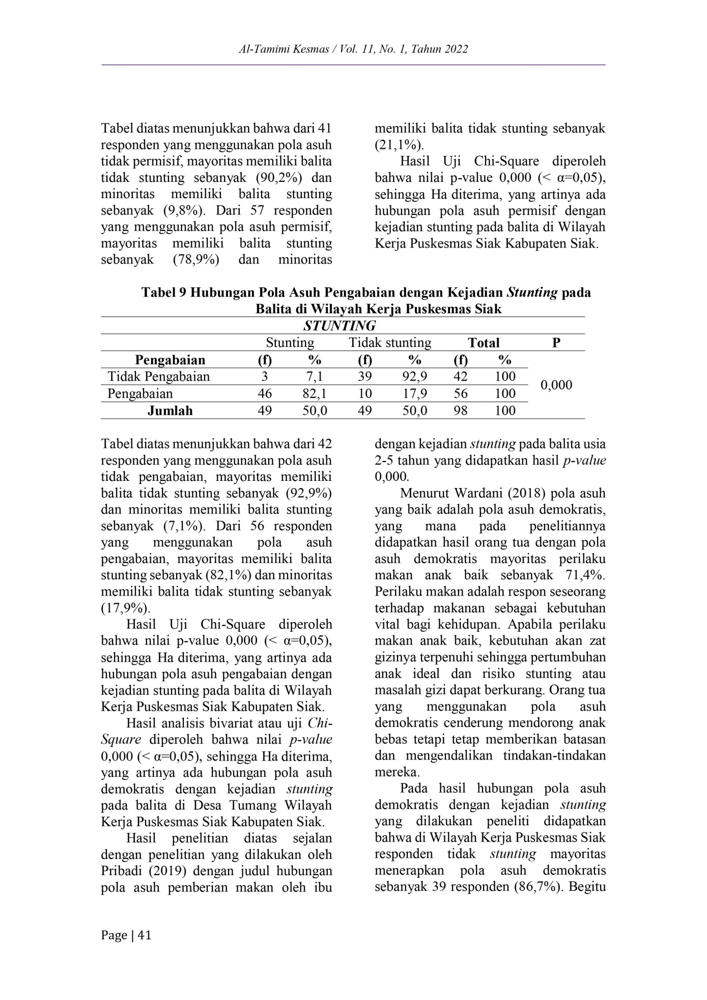 Al-Tamimi Kesmas / Vol. 11, No. 1, Tahun 2022
Tabel diatas menunjukkan bahwa dari 41
responden yang menggunakan pola asuh
tidak permisif, mayoritas memiliki balita
tidak stunting sebanyak (90,2%) dan
minoritas memiliki balita stunting
sebanyak (9,8%). Dari 57 responden
yang menggunakan pola asuh permisif,
mayoritas memiliki balita stunting
sebanyak (78,9%) dan minoritas
memiliki balita tidak stunting sebanyak
(21,1%).
Hasil Uji Chi-Square diperoleh
bahwa nilai p-value 0,000 (< α=0,05),
sehingga Ha diterima, yang artinya ada
hubungan pola asuh permisif dengan
kejadian stunting pada balita di Wilayah
Kerja Puskesmas Siak Kabupaten Siak.
Tabel 9 Hubungan Pola Asuh Pengabaian dengan Kejadian Stunting pada
Balita di Wilayah Kerja Puskesmas Siak
STUNTING
Stunting Tidak stunting Total P
Pengabaian (f) % (f) % (f) %
Tidak Pengabaian 3 7,1 39 92,9 42 100
0,000
Pengabaian 46 82,1 10 17,9 56 100
Jumlah 49 50,0 49 50,0 98 100
Tabel diatas menunjukkan bahwa dari 42
responden yang menggunakan pola asuh
tidak pengabaian, mayoritas memiliki
balita tidak stunting sebanyak (92,9%)
dan minoritas memiliki balita stunting
sebanyak (7,1%). Dari 56 responden
yang menggunakan pola asuh
pengabaian, mayoritas memiliki balita
stunting sebanyak (82,1%) dan minoritas
memiliki balita tidak stunting sebanyak
(17,9%).
Hasil Uji Chi-Square diperoleh
bahwa nilai p-value 0,000 (< α=0,05),
sehingga Ha diterima, yang artinya ada
hubungan pola asuh pengabaian dengan
kejadian stunting pada balita di Wilayah
Kerja Puskesmas Siak Kabupaten Siak.
Hasil analisis bivariat atau uji Chi-
Square diperoleh bahwa nilai p-value
0,000 (< α=0,05), sehingga Ha diterima,
yang artinya ada hubungan pola asuh
demokratis dengan kejadian stunting
pada balita di Desa Tumang Wilayah
Kerja Puskesmas Siak Kabupaten Siak.
Hasil penelitian diatas sejalan
dengan penelitian yang dilakukan oleh
Pribadi (2019) dengan judul hubungan
pola asuh pemberian makan oleh ibu
dengan kejadian stunting pada balita usia
2-5 tahun yang didapatkan hasil p-value
0,000.
Menurut Wardani (2018) pola asuh
yang baik adalah pola asuh demokratis,
yang mana pada penelitiannya
didapatkan hasil orang tua dengan pola
asuh demokratis mayoritas perilaku
makan anak baik sebanyak 71,4%.
Perilaku makan adalah respon seseorang
terhadap makanan sebagai kebutuhan
vital bagi kehidupan. Apabila perilaku
makan anak baik, kebutuhan akan zat
gizinya terpenuhi sehingga pertumbuhan
anak ideal dan risiko stunting atau
masalah gizi dapat berkurang. Orang tua
yang menggunakan pola asuh
demokratis cenderung mendorong anak
bebas tetapi tetap memberikan batasan
dan mengendalikan tindakan-tindakan
mereka.
Pada hasil hubungan pola asuh
demokratis dengan kejadian stunting
yang dilakukan peneliti didapatkan
bahwa di Wilayah Kerja Puskesmas Siak
responden tidak stunting mayoritas
menerapkan pola asuh demokratis
sebanyak 39 responden (86,7%). Begitu
Page | 41